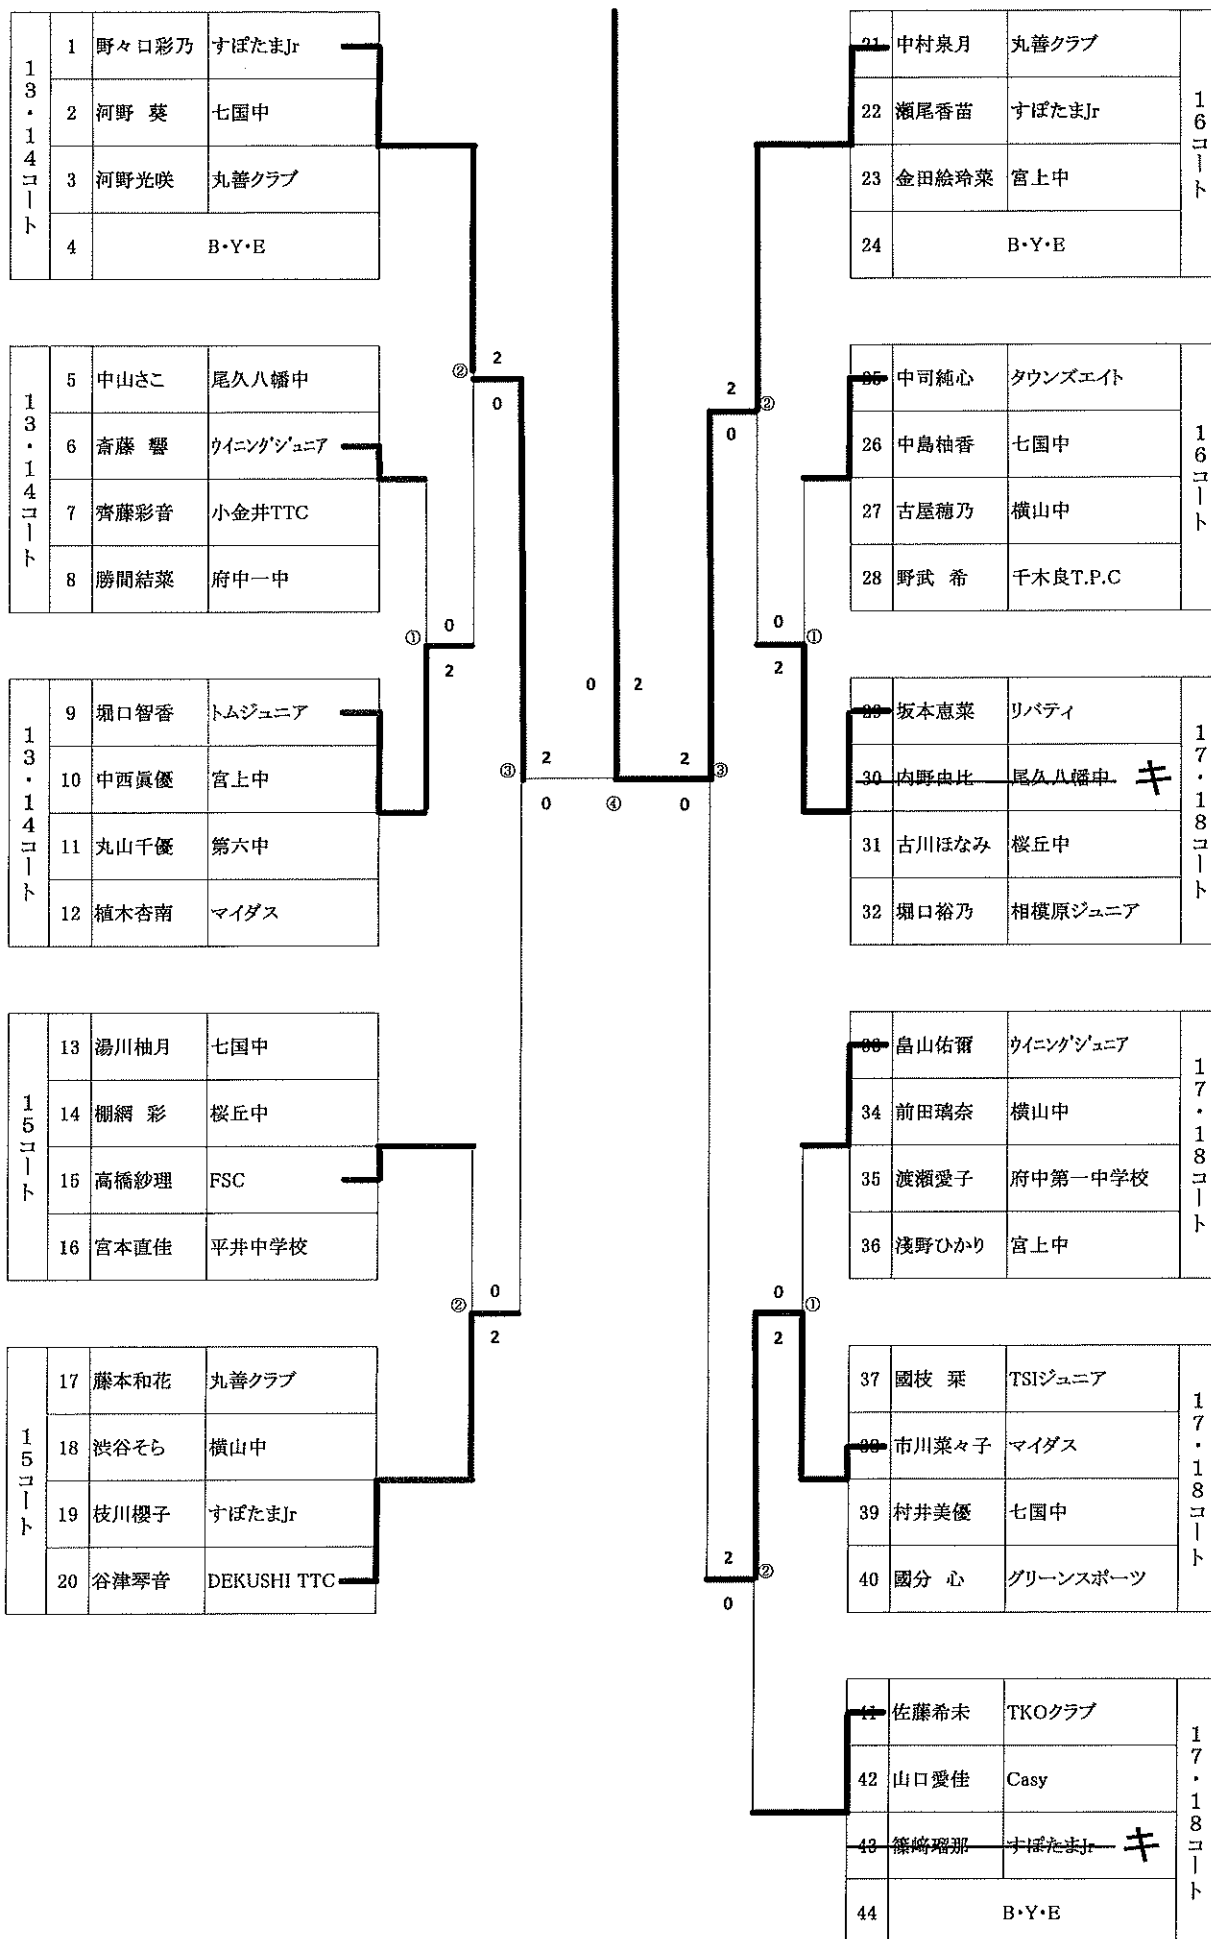 13・14コート
1 野々口彩乃 すぽたまJr
2 河野 葵 七国中
3 河野光咲 丸善クラブ
4 B・Y・E
13・14コート
5 中山さこ 尾久八幡中
6 斎藤 響 ウイニングジュニア
7 齊藤彩音 小金井TTC
8 勝間結菜 府中一中
13・14コート
9 堀口智香 トムジュニア
10 中西眞優 宮上中
11 丸山千優 第六中
12 植木杏南 マイダス
15コート
13 湯川柚月 七国中
14 棚網 彩 桜丘中
15 高橋紗理 FSC
16 宮本直佳 平井中学校
15コート
17 藤本和花 丸善クラブ
18 渋谷そら 横山中
19 枝川櫻子 すぽたまJr
20 谷津琴音 DEKUSHI TTC
② 2
0
① 0
2
③ 2
0
② 0
2
0 2
④
2 ③
0
2 ②
0
0 ①
2
0 ①
2
2 ②
0
16コート
21 中村泉月 丸善クラブ
22 瀬尾香苗 すぽたまJr
23 金田絵玲菜 宮上中
24 B・Y・E
16コート
25 中司純心 タウンズエイト
26 中島柚香 七国中
27 古屋穂乃 横山中
28 野武 希 千木良T.P.C
17・18コート
29 坂本恵菜 リバティ
30 内野由比 尾久八幡中 キ
31 古川ほなみ 桜丘中
32 堀口裕乃 相模原ジュニア
17・18コート
33 畠山佑爾 ウイニングジュニア
34 前田璃奈 横山中
35 渡瀬愛子 府中第一中学校
36 淺野ひかり 宮上中
17・18コート
37 國枝 栞 TSIジュニア
38 市川菜々子 マイダス
39 村井美優 七国中
40 國分 心 グリーンスポーツ
17・18コート
41 佐藤希未 TKOクラブ
42 山口愛佳 Casy
43 篠崎瑠那 すぽたまJr キ
44 B・Y・E